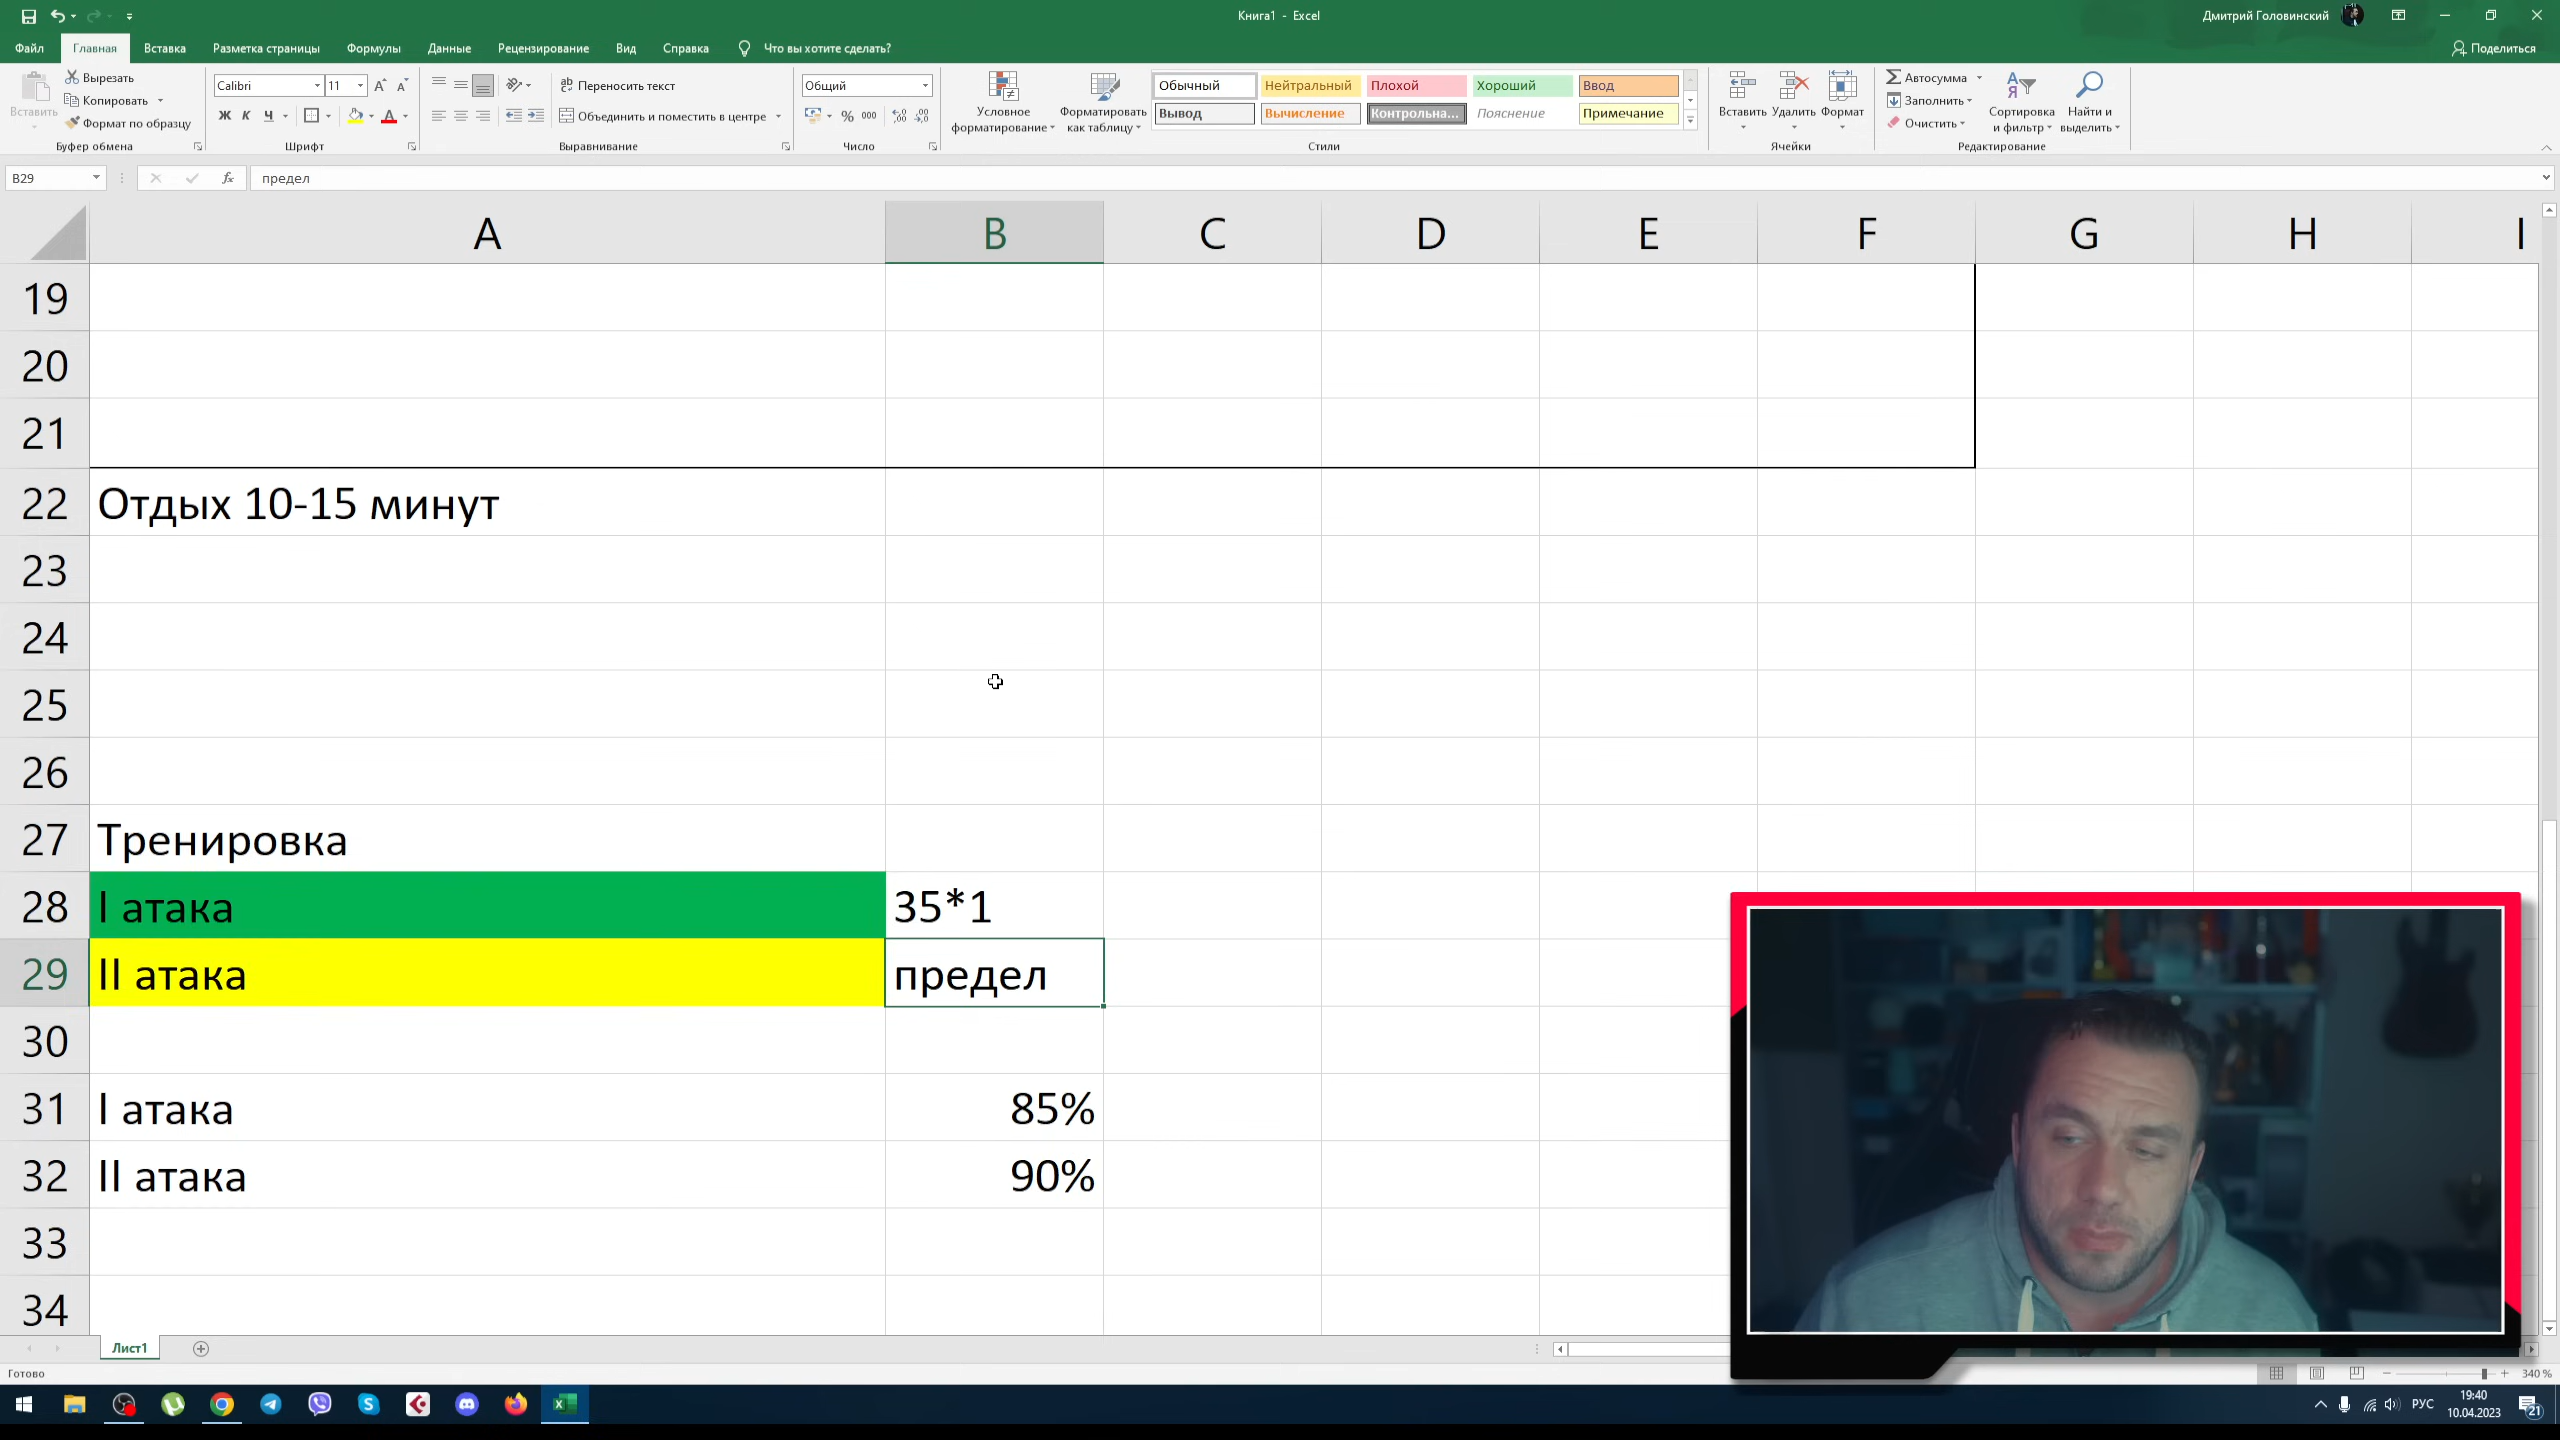 Книга1 - Excel
Дмитрий Головинский
Файл Главная Вставка Разметка страницы Формулы Данные Рецензирование Вид Справка Что вы хотите сделать? Поделиться
Вставить
Вырезать
Копировать
Формат по образцу
Буфер обмена
Calibri 11
Ж К Ч
Шрифт
Переносить текст
Объединить и поместить в центре
Выравнивание
Общий
% 000
Число
Условное форматирование
Форматировать как таблицу
Обычный Нейтральный Плохой Хороший Ввод
Вывод Вычисление Контрольна... Пояснение Примечание
Стили
Вставить Удалить Формат
Ячейки
Автосумма
Заполнить
Очистить
Сортировка и фильтр
Найти и выделить
Редактирование
B29 fx предел
A B C D E F G H I
19
20
21
22 Отдых 10-15 минут
23
24
25
26
27 Тренировка
28 I атака 35*1
29 II атака предел
30
31 I атака 85%
32 II атака 90%
33
34
Лист1
Готово
340 %
РУС
19:40
10.04.2023
21